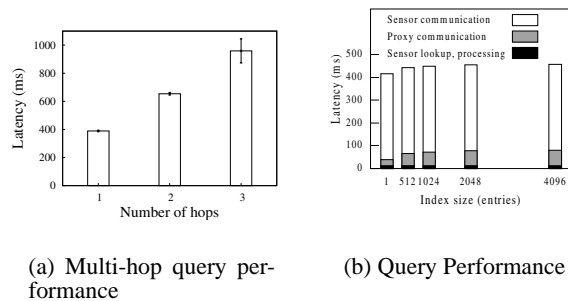 1000
800
600
400
200
0
Latency (ms)
1 2 3
Number of hops
(a) Multi-hop query per-
formance
Sensor communication
Proxy communication
Sensor lookup, processing
500
400
300
200
100
0
Latency (ms)
1 512 1024 2048 4096
Index size (entries)
(b) Query Performance